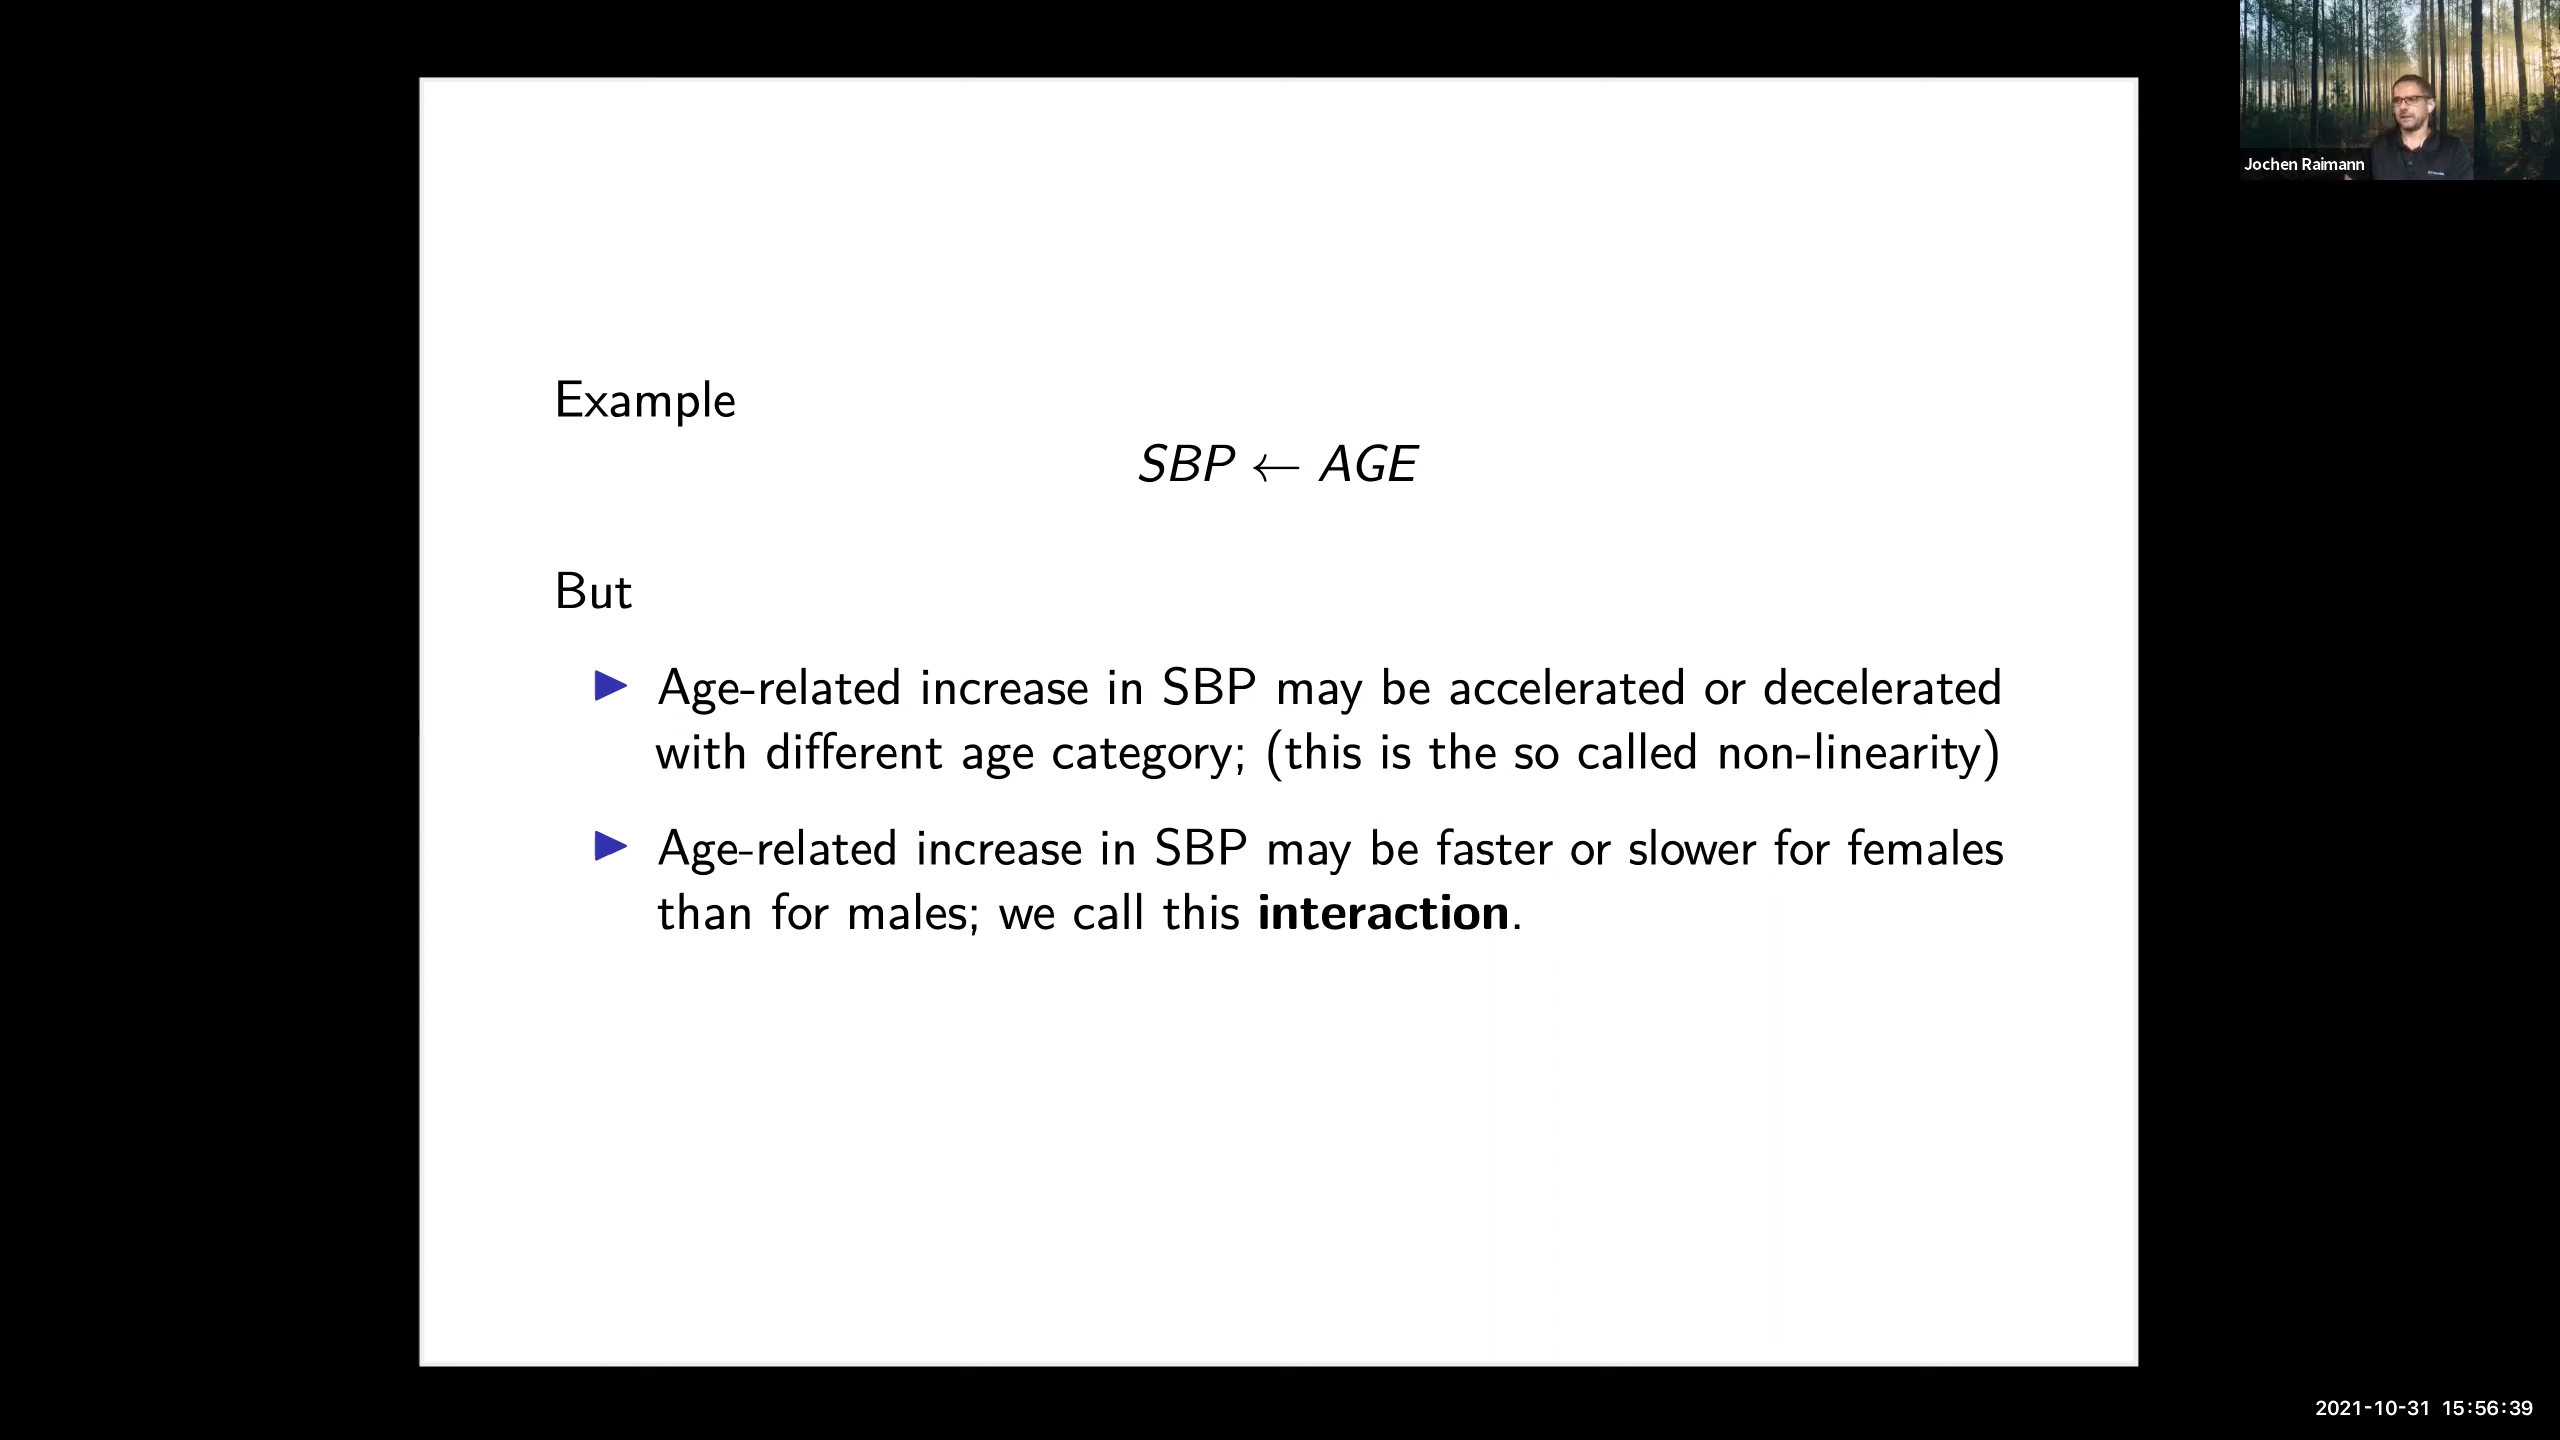 Jochen Raimann
Example
SBP ← AGE
But
Age-related increase in SBP may be accelerated or decelerated
with different age category; (this is the so called non-linearity)
Age-related increase in SBP may be faster or slower for females
than for males; we call this interaction.
2021-10-31 15:56:39